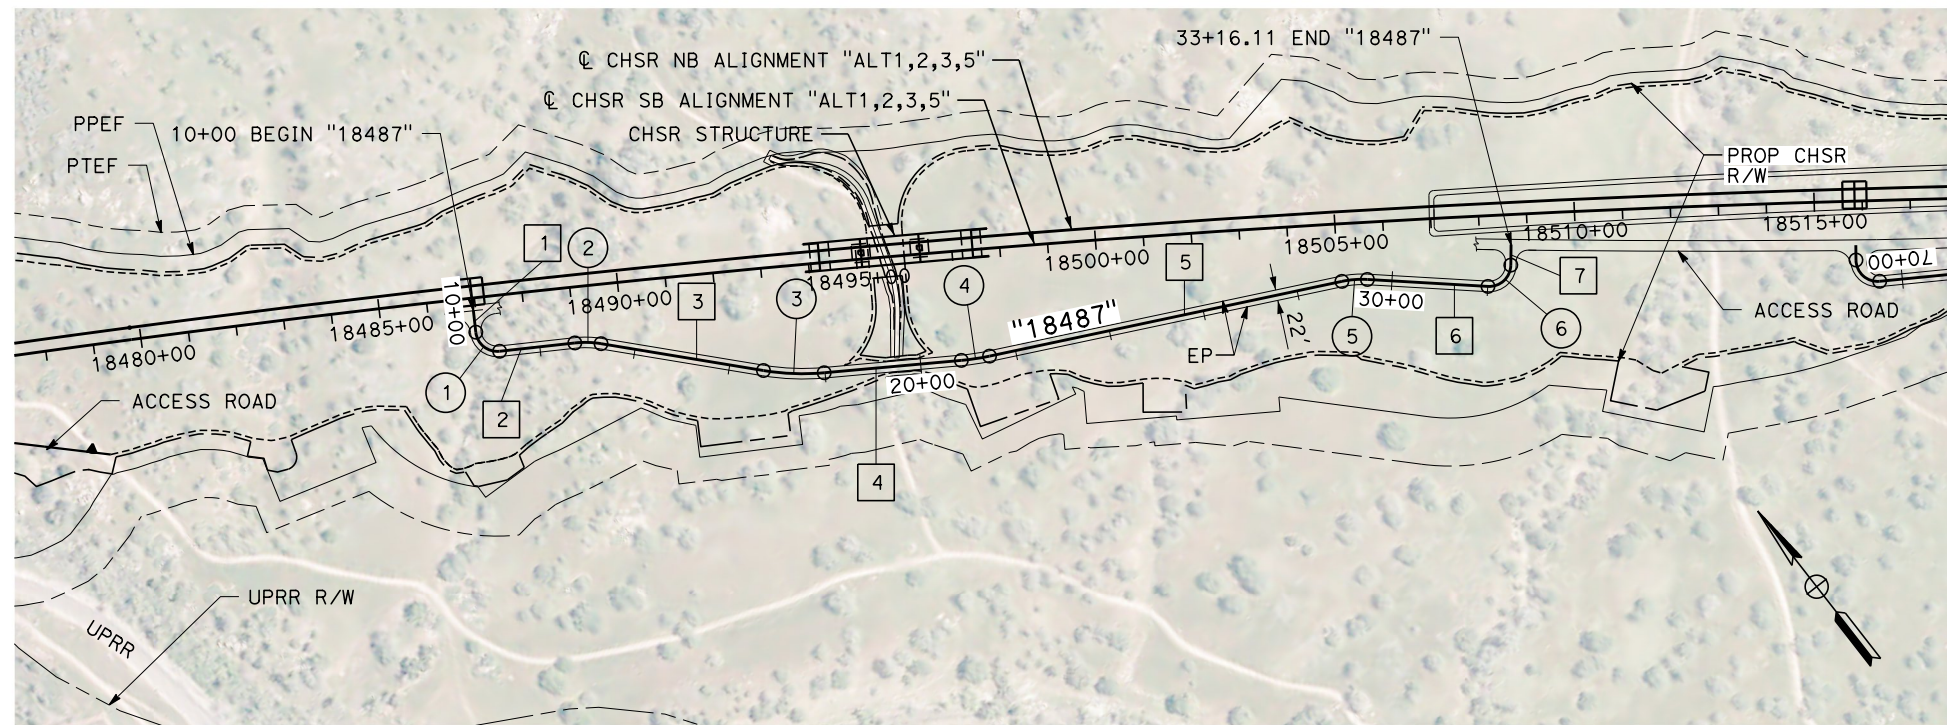 33+16.11 END "18487"
℄ CHSR NB ALIGNMENT "ALT1,2,3,5"
℄ CHSR SB ALIGNMENT "ALT1,2,3,5"
PPEF
10+00 BEGIN "18487"
CHSR STRUCTURE
PTEF
PROP CHSR
R/W
1
2
3
3
4
5
7
18480+00
18485+00
18490+00
18495+00
18500+00
18505+00
18510+00
18515+00
10+00
70+00
"18487"
22'
30+00
ACCESS ROAD
EP
5
6
6
1
2
20+00
ACCESS ROAD
4
UPRR R/W
UPRR